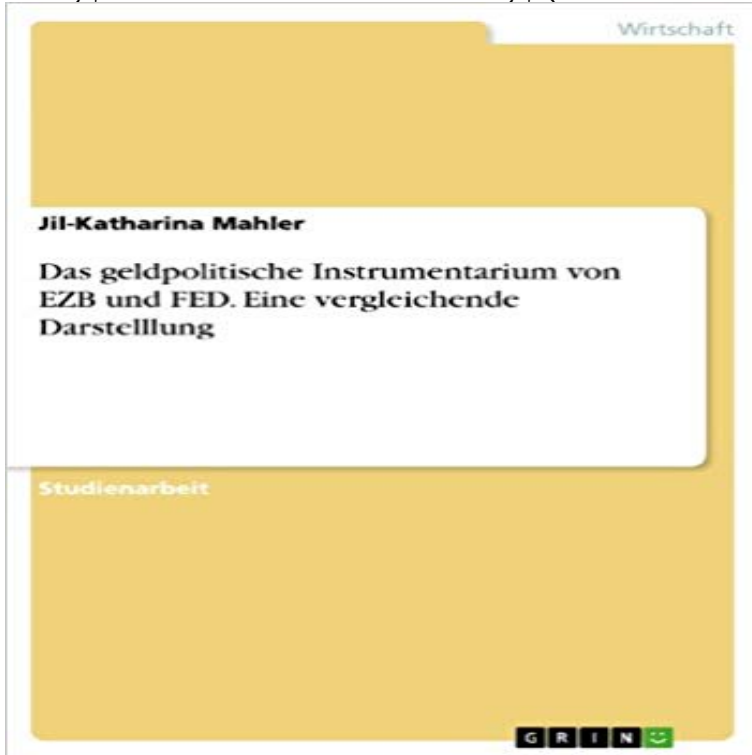 Wirtschaft
Jil-Katharina Mahler
Das geldpolitische Instrumentarium von
EZB und FED. Eine vergleichende
Darstelllung
Studienarbeit
GRIN